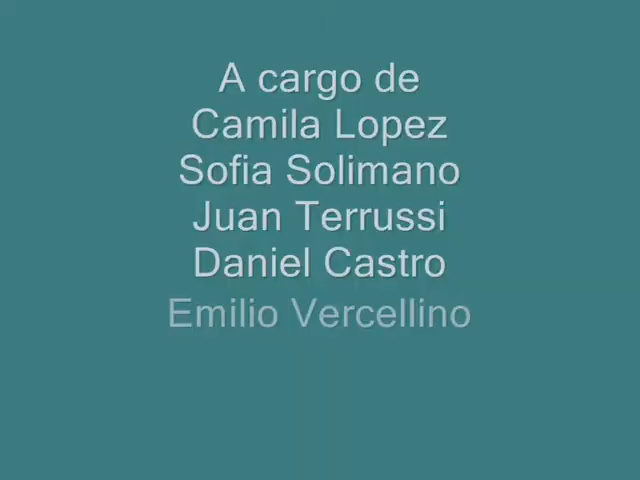 A cargo de
Camila Lopez
Sofia Solimano
Juan Terrussi
Daniel Castro
Emilio Vercellino